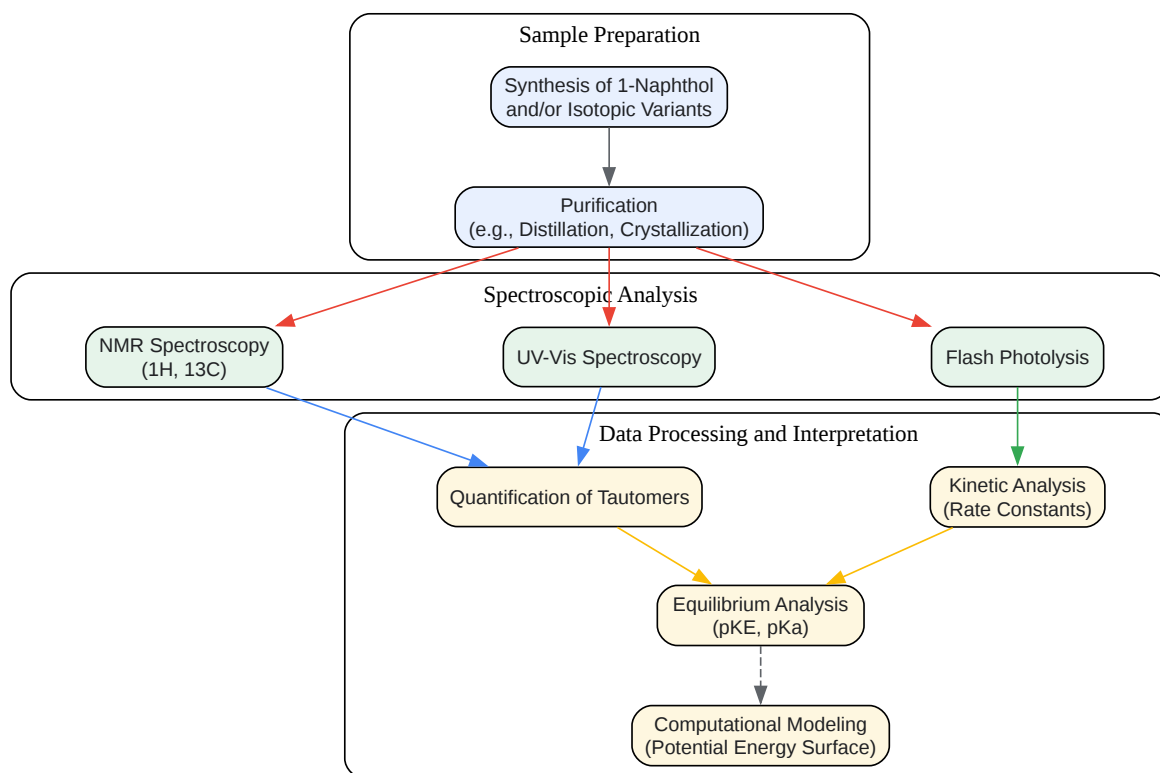 Sample Preparation
Synthesis of 1-Naphthol
and/or Isotopic Variants
Purification
(e.g., Distillation, Crystallization)
Spectroscopic Analysis
NMR Spectroscopy
(1H, 13C)
UV-Vis Spectroscopy
Flash Photolysis
Data Processing and Interpretation
Quantification of Tautomers
Kinetic Analysis
(Rate Constants)
Equilibrium Analysis
(pKE, pKa)
Computational Modeling
(Potential Energy Surface)